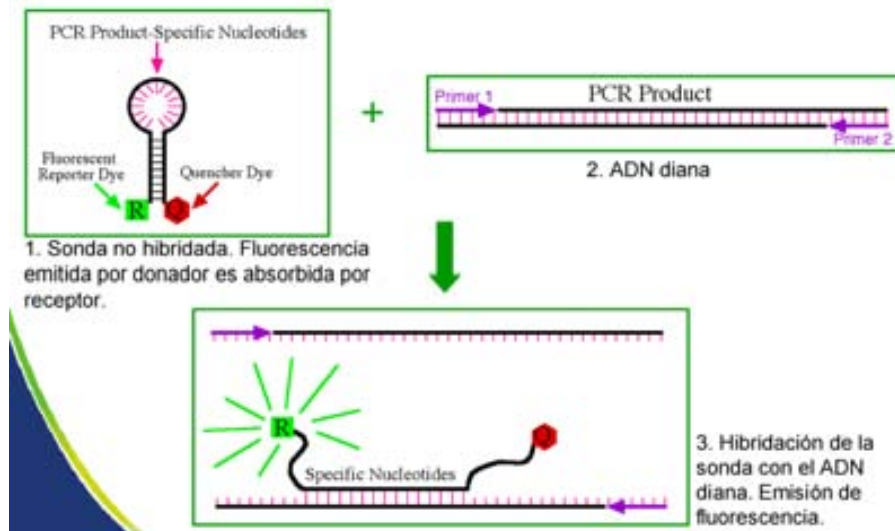 PCR Product-Specific Nucleotides
Fluorescent
Reporter Dye
Quencher Dye
R
Q
1. Sonda no hibridada. Fluorescencia
emitida por donador es absorbida por
receptor.
+
Primer 1
PCR Product
Primer 2
2. ADN diana
R
Q
Specific Nucleotides
3. Hibridación de la
sonda con el ADN
diana. Emisión de
fluorescencia.